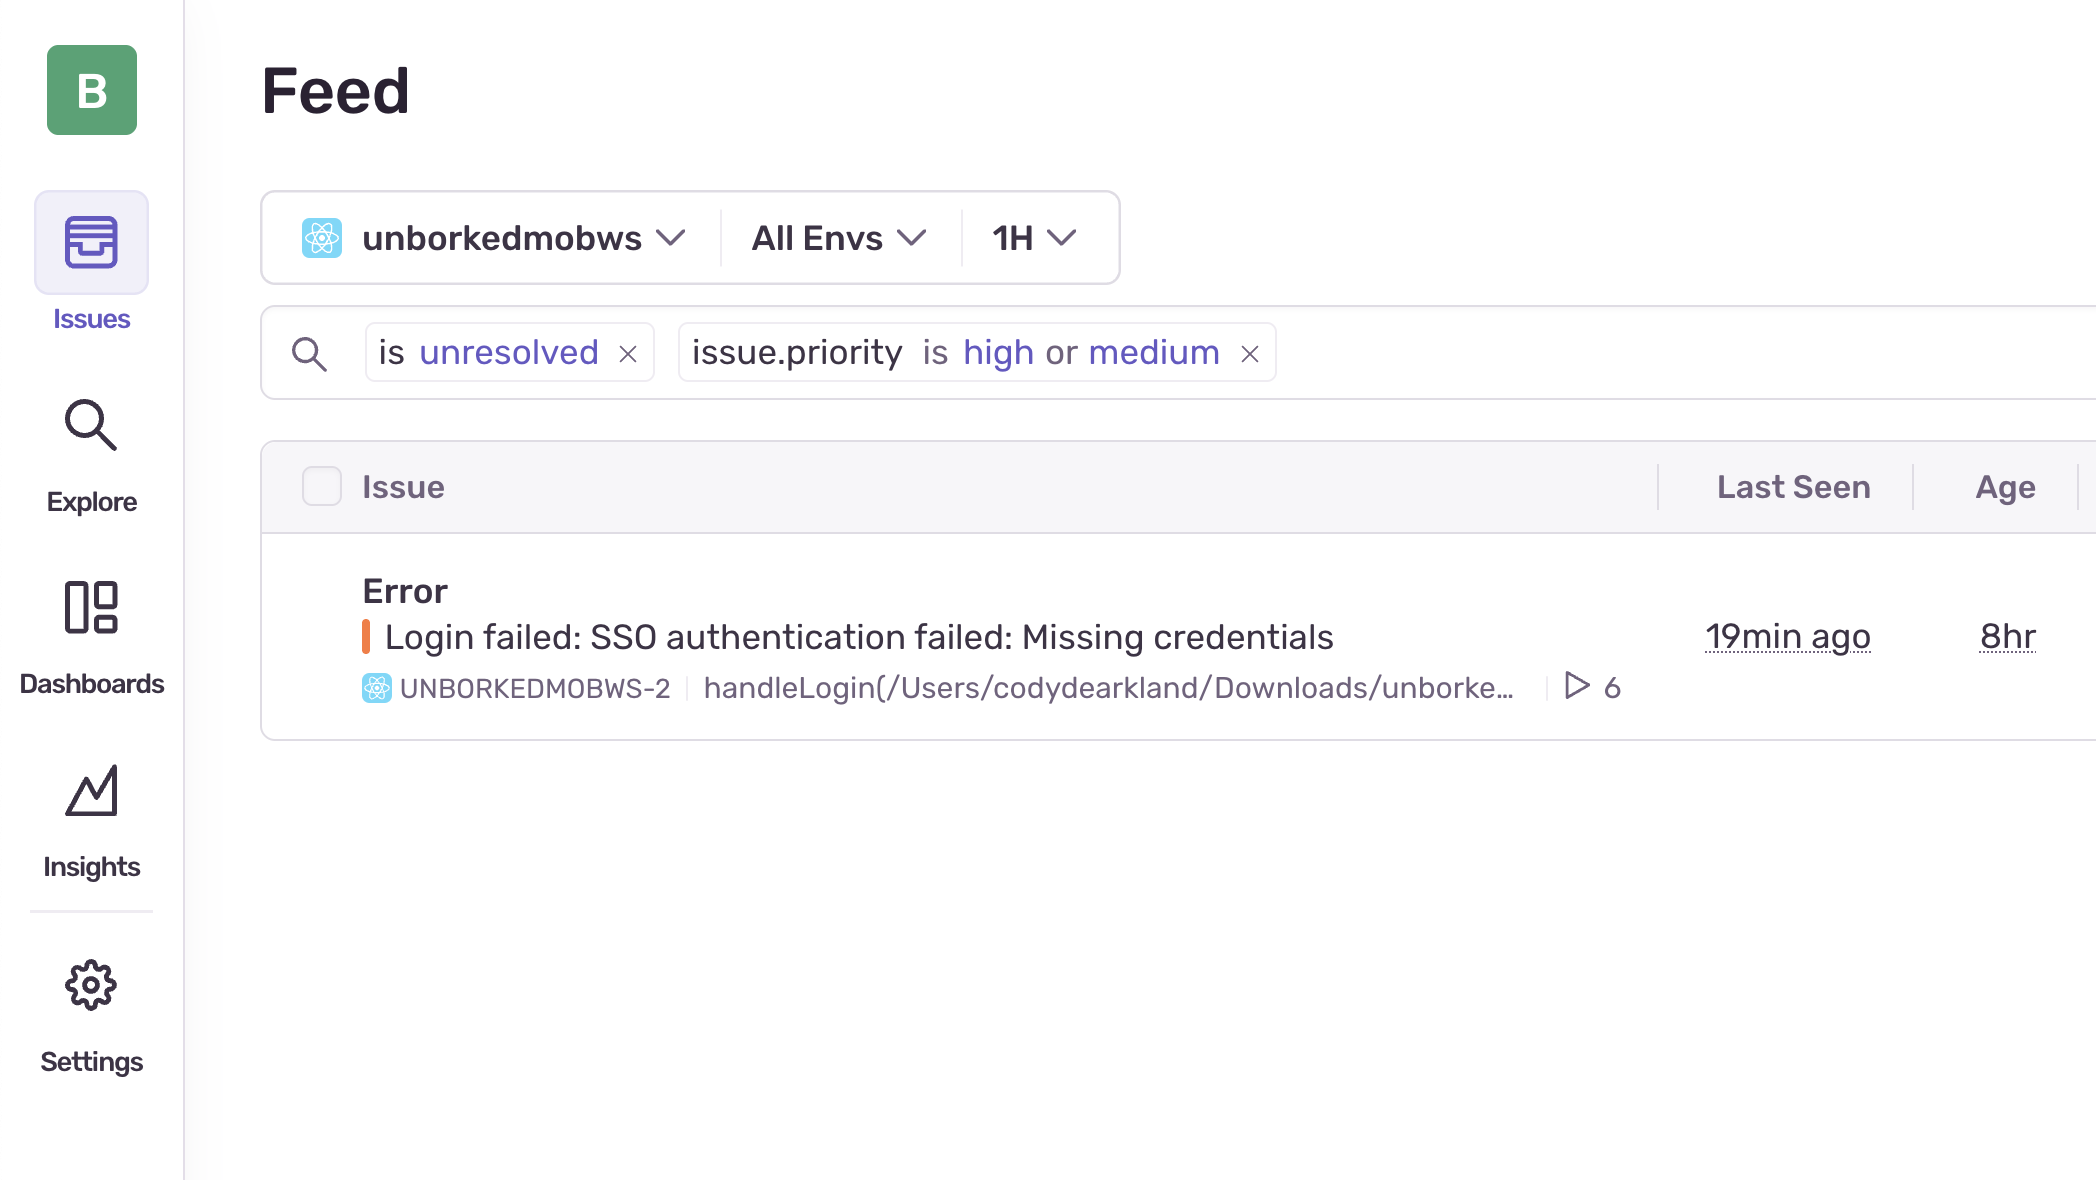 B
Feed
unborkedmobws
All Envs
1H
Issues
is unresolved
issue.priority is high or medium
Issue
Last Seen
Age
Explore
Error
Login failed: SSO authentication failed: Missing credentials
19min ago
8hr
UNBORKEDMOBWS-2
handleLogin(/Users/codydearkland/Downloads/unborke...
6
Dashboards
Insights
Settings